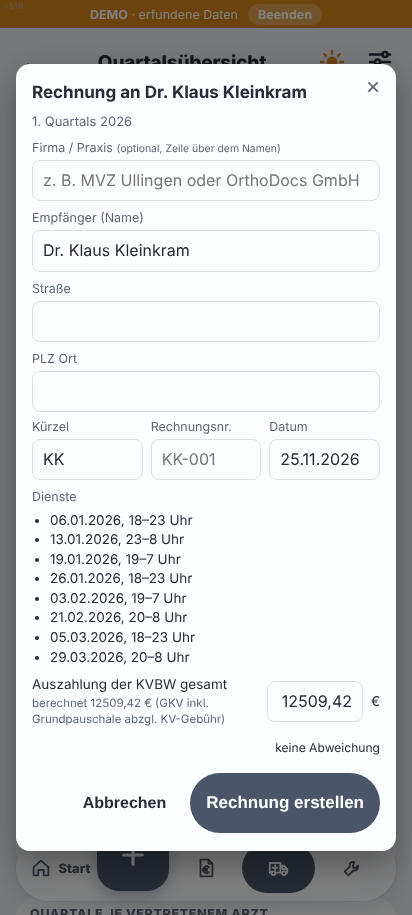 DEMO · erfundene Daten Beenden
Quartalsübersicht
Rechnung an Dr. Klaus Kleinkram
1. Quartals 2026
Firma / Praxis (optional, Zeile über dem Namen)
z. B. MVZ Ullingen oder OrthoDocs GmbH
Empfänger (Name)
Dr. Klaus Kleinkram
Straße
PLZ Ort
Kürzel Rechnungsnr. Datum
KK KK-001 25.11.2026
Dienste
• 06.01.2026, 18–23 Uhr
• 13.01.2026, 23–8 Uhr
• 19.01.2026, 19–7 Uhr
• 26.01.2026, 18–23 Uhr
• 03.02.2026, 19–7 Uhr
• 21.02.2026, 20–8 Uhr
• 05.03.2026, 18–23 Uhr
• 29.03.2026, 20–8 Uhr
Auszahlung der KVBW gesamt
berechnet 12509,42 € (GKV inkl.
Grundpauschale abzgl. KV-Gebühr)
12509,42 €
keine Abweichung
Abbrechen Rechnung erstellen
Start
QUARTALE JE VERTRETENEM ARZT